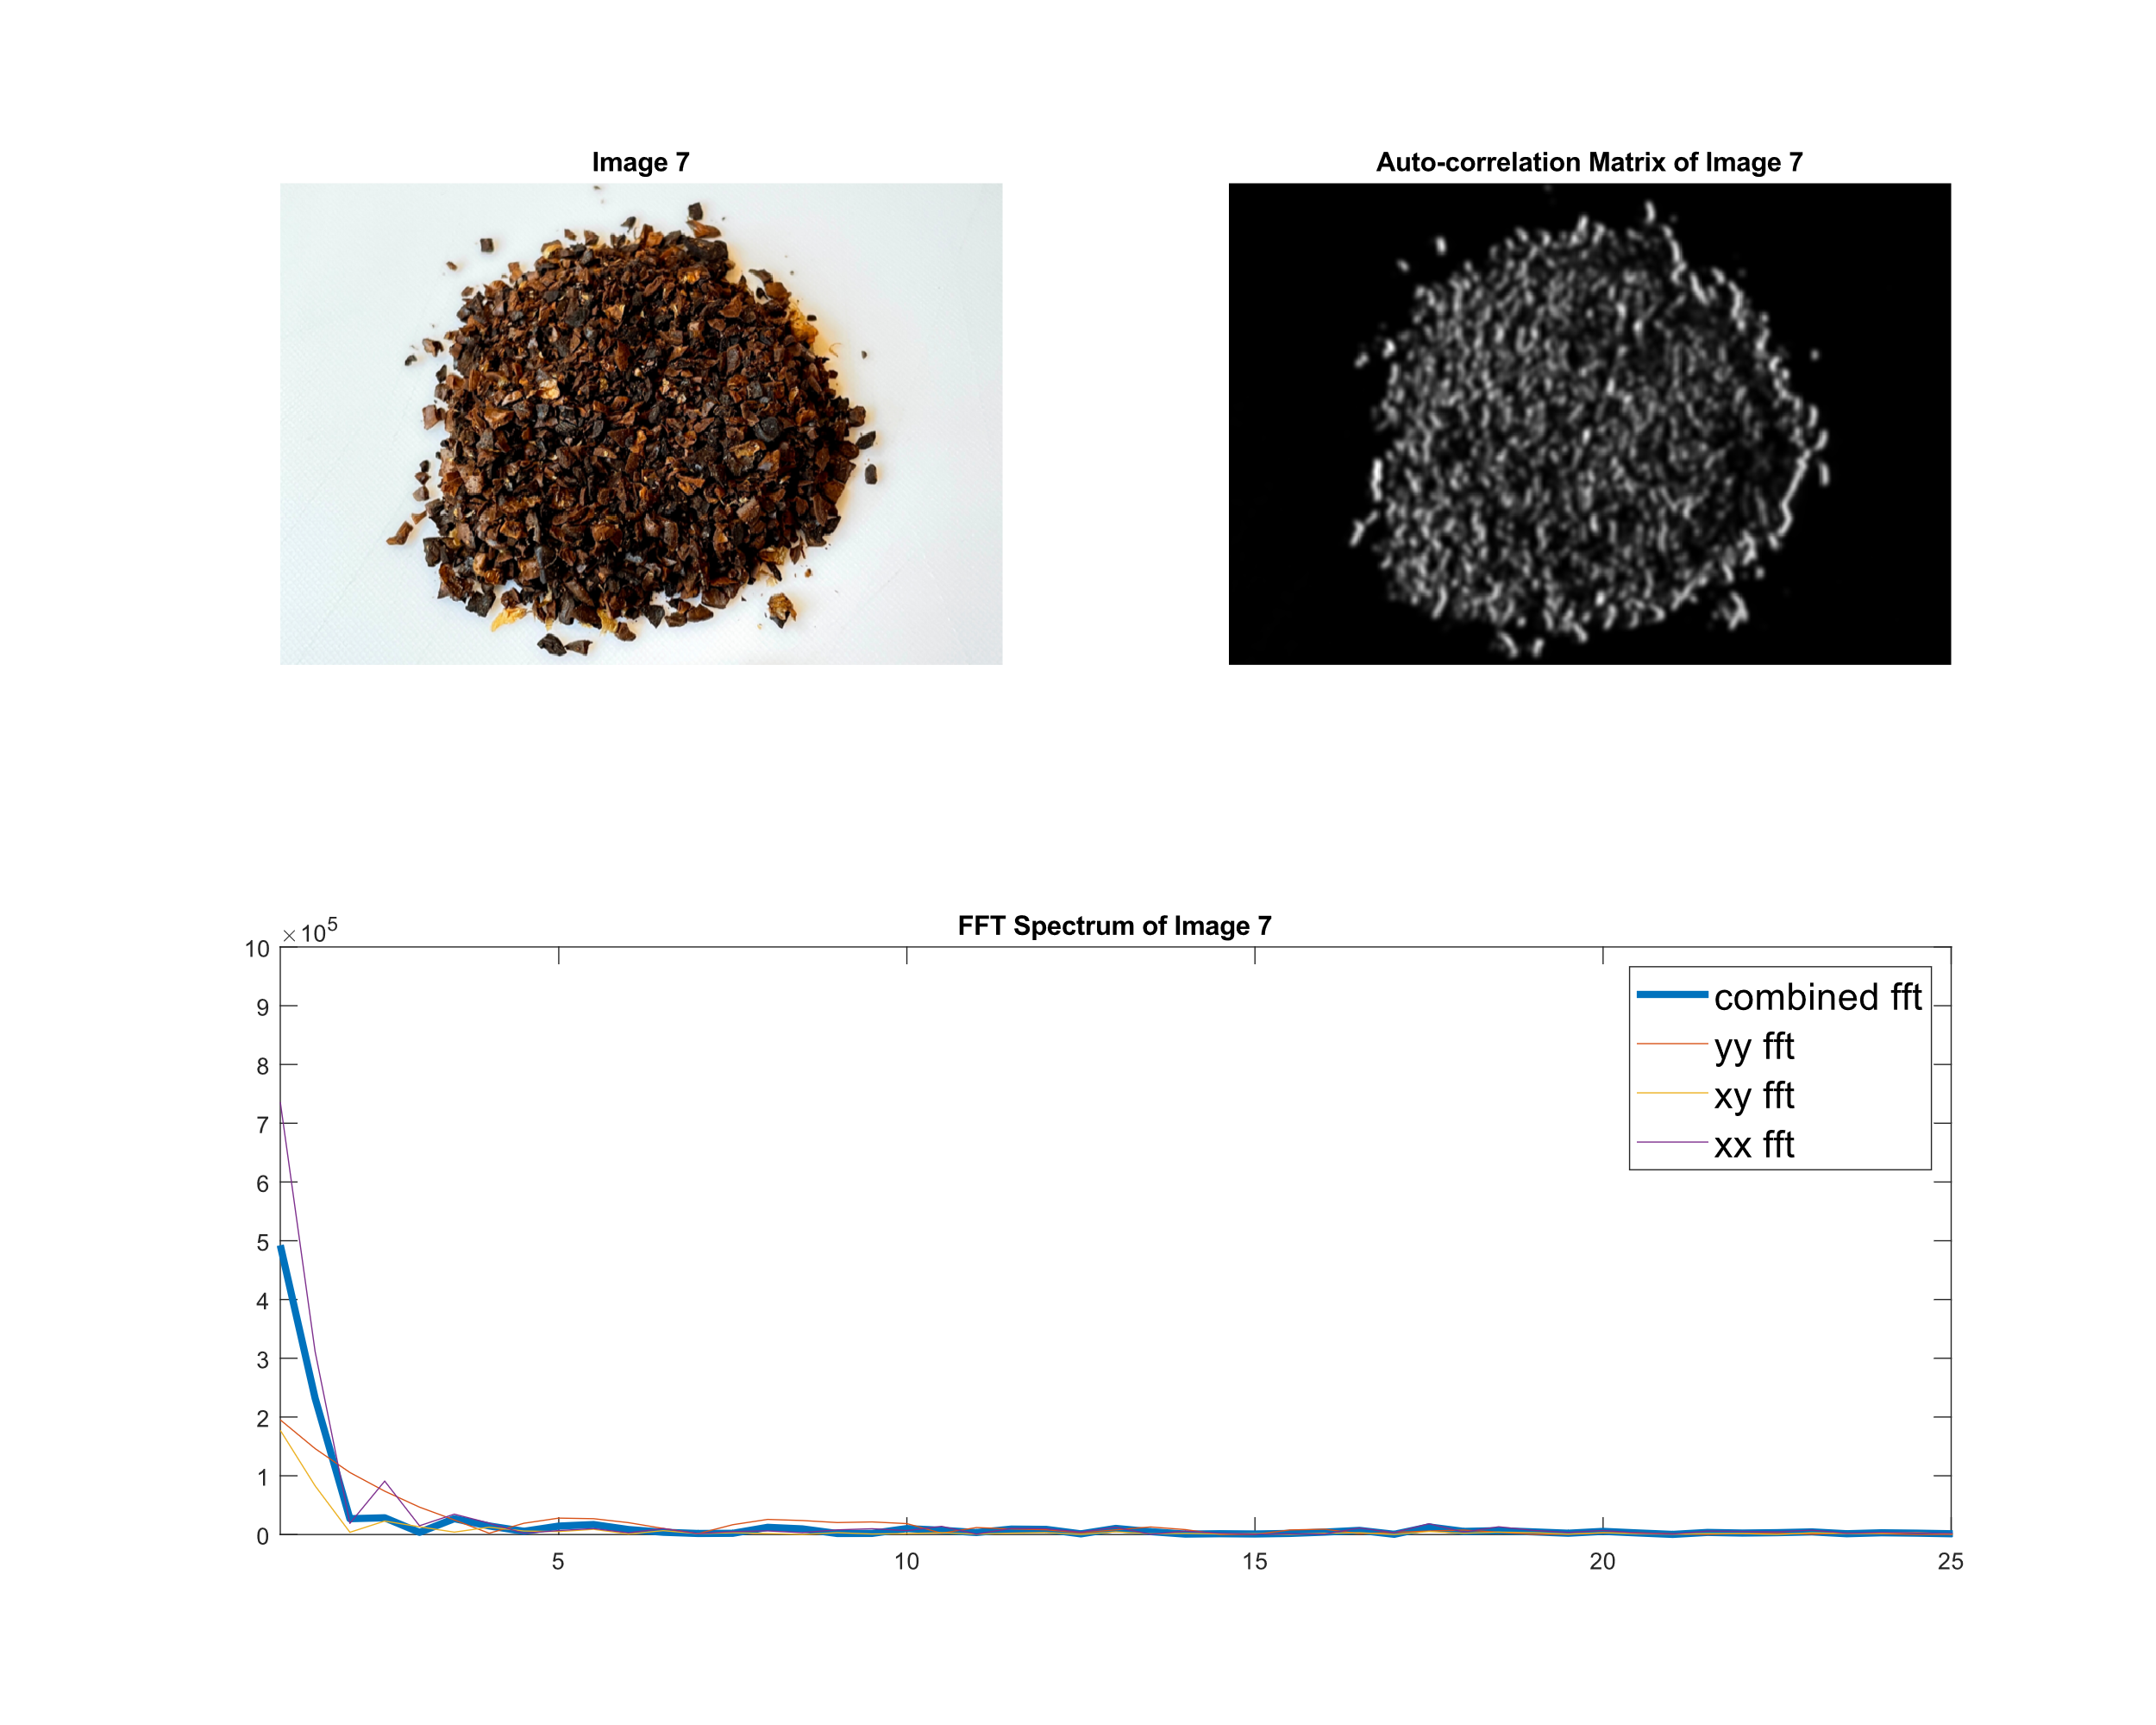 Image 7
Auto-correlation Matrix of Image 7
FFT Spectrum of Image 7
×10^5
10
9
8
7
6
5
4
3
2
1
0
5
10
15
20
25
combined fft
yy fft
xy fft
xx fft